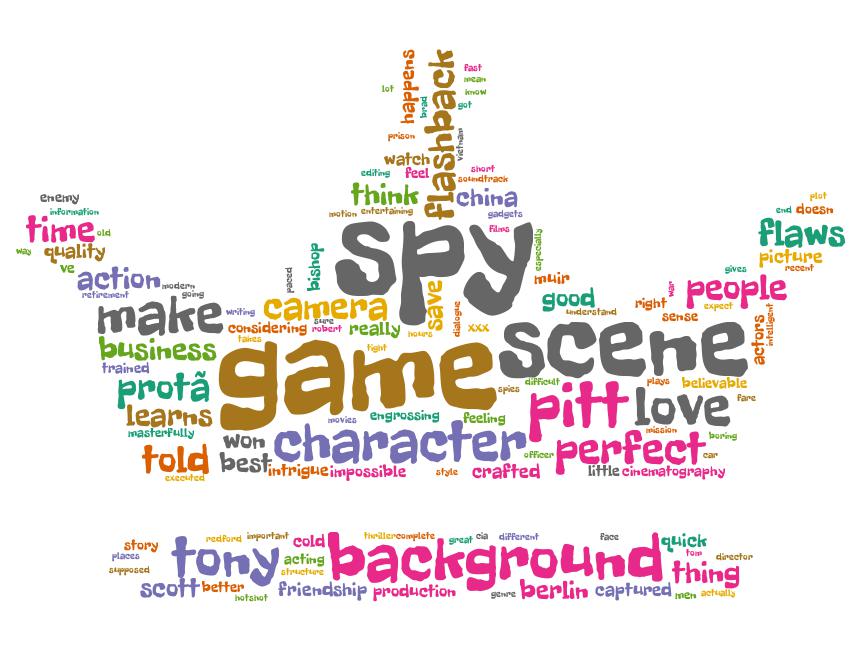 happens
flashback
fast
mean
lot
know
brad
got
prison
vietnam
watch
editing
feel
short
soundtrack
think
china
motion
entertaining
gadgets
enemy
information
time
old
way
quality
ve
plot
end
doesn
flaws
picture
recent
spy
films
especially
action
modern
retirement
going
paced
bishop
muir
gives
war
people
make
writing
camera
sure
save
dialogue
good
understand
right
expect
sense
considering
robert
really
hours
xxx
actors
intelligent
business
takes
tight
game
scene
trained
protã
spies
difficult
plays
believable
learns
movies
engrossing
feeling
pitt
love
fare
masterfully
won
character
officer
mission
perfect
boring
car
told
best
intrigue
impossible
style
crafted
little
cinematography
executed
story
redford
important
cold
thriller
complete
great
cia
different
face
quick
places
tony
acting
background
tom
director
supposed
structure
thing
scott
better
hotshot
friendship
production
genre
berlin
captured
men
actually